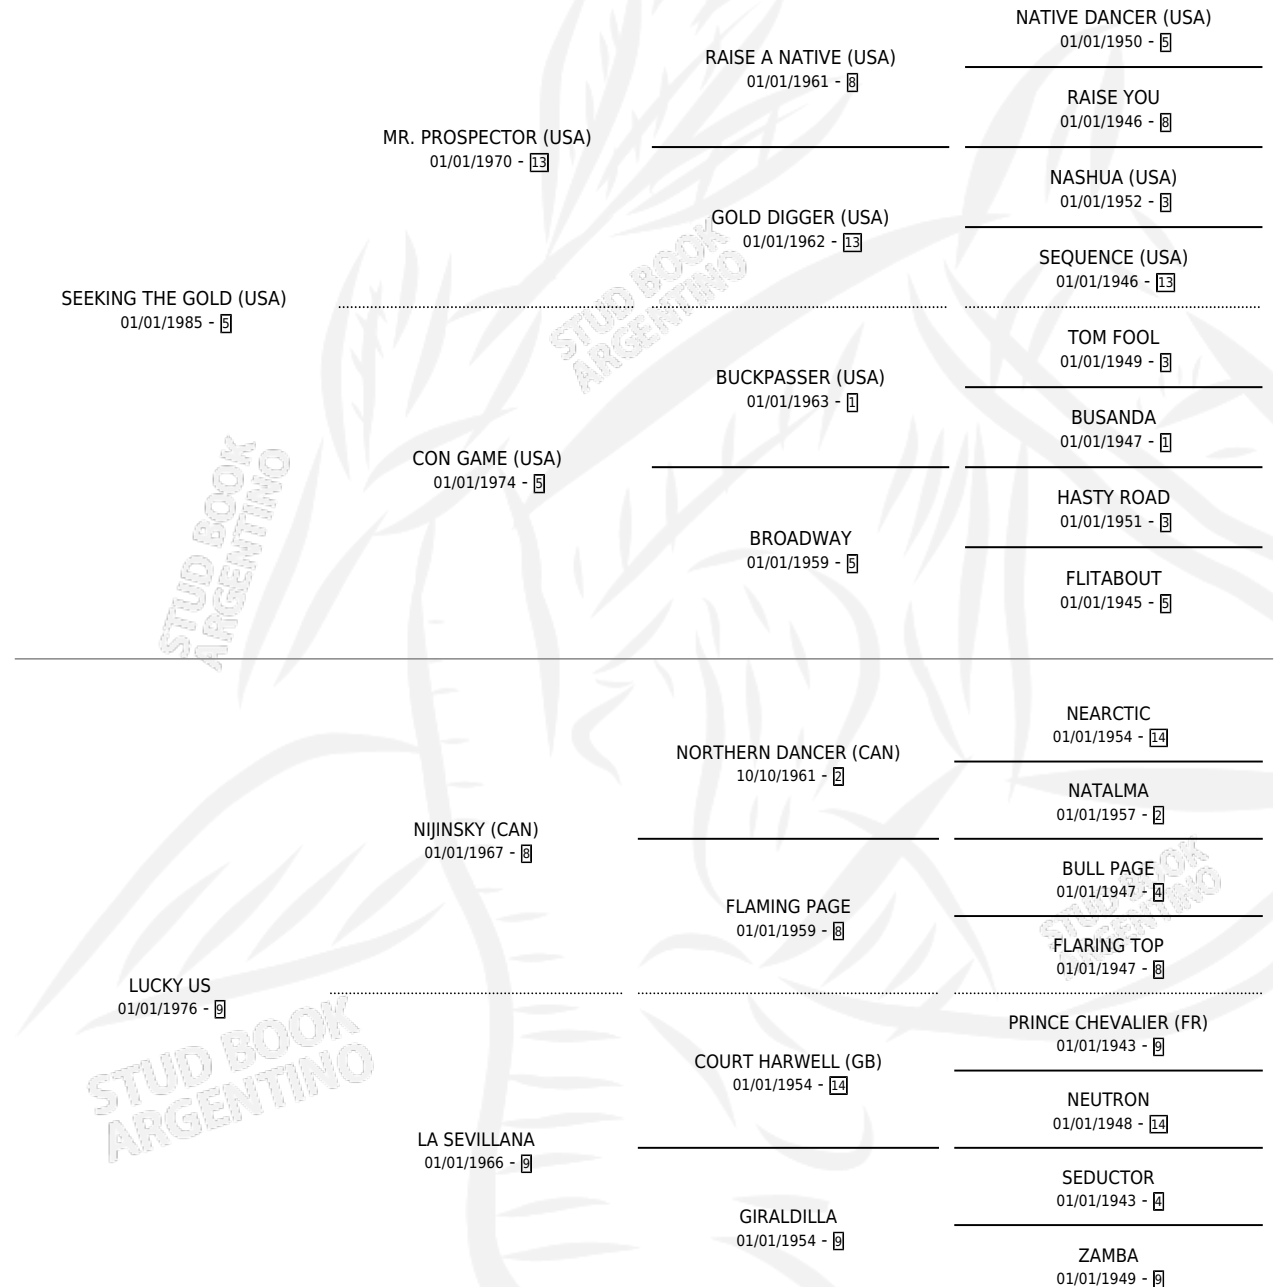 NATIVE DANCER (USA)
01/01/1950 - 5
RAISE A NATIVE (USA)
01/01/1961 - 8
RAISE YOU
01/01/1946 - 8
MR. PROSPECTOR (USA)
01/01/1970 - 13
NASHUA (USA)
01/01/1952 - 3
GOLD DIGGER (USA)
01/01/1962 - 13
SEQUENCE (USA)
01/01/1946 - 13
SEEKING THE GOLD (USA)
01/01/1985 - 5
TOM FOOL
01/01/1949 - 3
BUCKPASSER (USA)
01/01/1963 - 1
BUSANDA
01/01/1947 - 1
CON GAME (USA)
01/01/1974 - 5
HASTY ROAD
01/01/1951 - 3
BROADWAY
01/01/1959 - 5
FLITABOUT
01/01/1945 - 5
NEARCTIC
01/01/1954 - 14
NORTHERN DANCER (CAN)
10/10/1961 - 2
NATALMA
01/01/1957 - 2
NIJINSKY (CAN)
01/01/1967 - 8
BULL PAGE
01/01/1947 - 4
FLAMING PAGE
01/01/1959 - 8
FLARING TOP
01/01/1947 - 8
LUCKY US
01/01/1976 - 9
PRINCE CHEVALIER (FR)
01/01/1943 - 9
COURT HARWELL (GB)
01/01/1954 - 14
NEUTRON
01/01/1948 - 14
LA SEVILLANA
01/01/1966 - 9
SEDUCTOR
01/01/1943 - 4
GIRALDILLA
01/01/1954 - 9
ZAMBA
01/01/1949 - 9
STUD BOOK
ARGENTINO
STUD BOOK
ARGENTINO
STUD BOOK
ARGENTINO
STUD BOOK
ARGENTINO